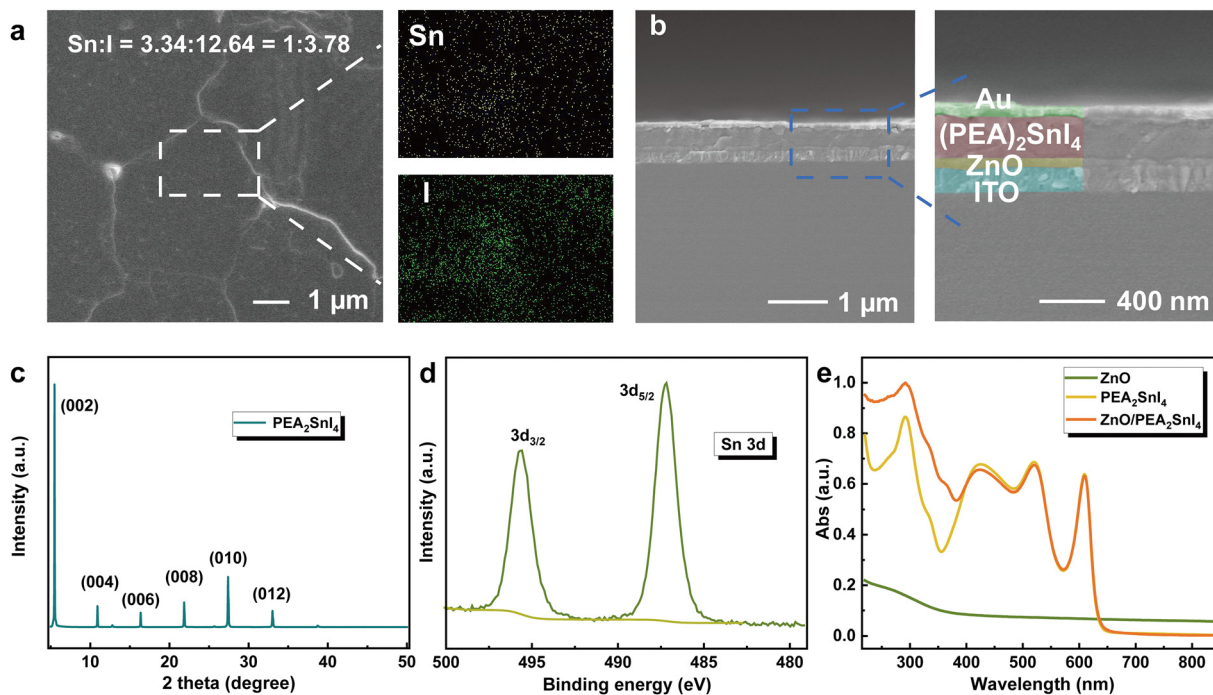 a
Sn:I = 3.34:12.64 = 1:3.78
1 μm
Sn
I
b
1 μm
Au
(PEA)₂SnI₄
ZnO
ITO
400 nm
c
(002)
PEA₂SnI₄
(004)
(006)
(008)
(010)
(012)
Intensity (a.u.)
10 20 30 40 50
2 theta (degree)
d
3d₃/₂
3d₅/₂
Sn 3d
Intensity (a.u.)
500 495 490 485 480
Binding energy (eV)
e
ZnO
PEA₂SnI₄
ZnO/PEA₂SnI₄
Abs (a.u.)
1.0
0.8
0.6
0.4
0.2
0.0
300 400 500 600 700 800
Wavelength (nm)